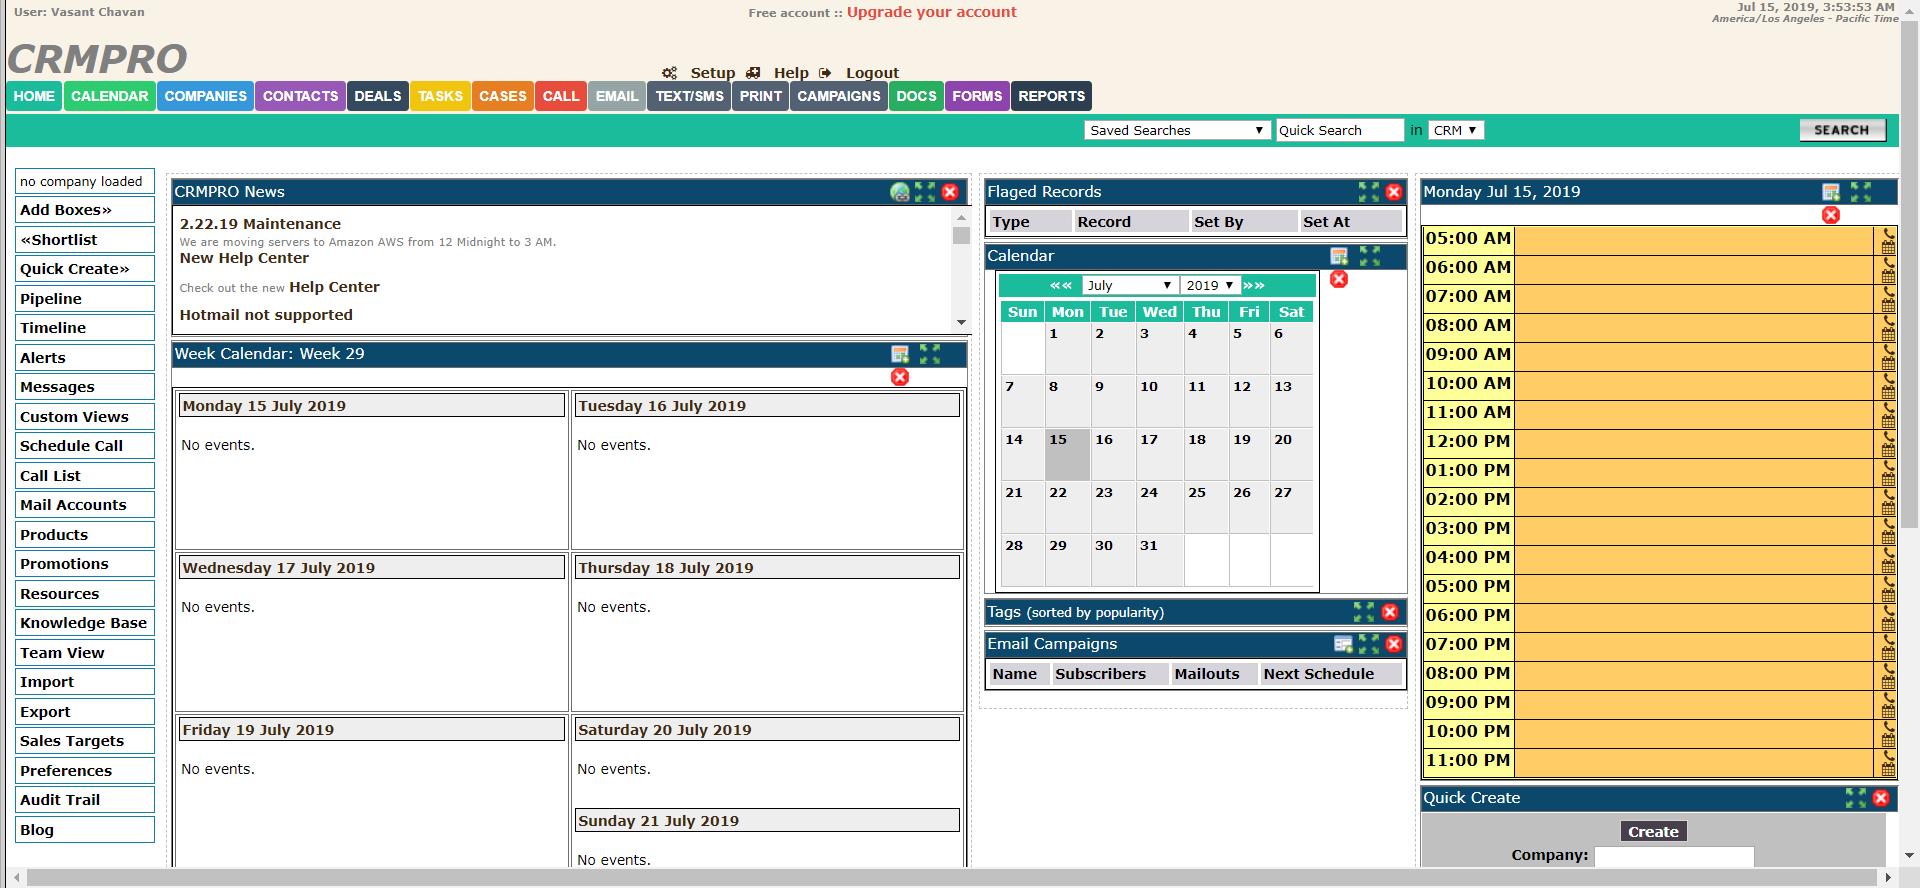 User: Vasant Chavan
Free account :: Upgrade your account
Jul 15, 2019, 3:53:53 AM
America/Los Angeles - Pacific Time
CRMPRO
Setup Help Logout
HOME CALENDAR COMPANIES CONTACTS DEALS TASKS CASES CALL EMAIL TEXT/SMS PRINT CAMPAIGNS DOCS FORMS REPORTS
Saved Searches Quick Search in CRM SEARCH
no company loaded
Add Boxes»
«Shortlist
Quick Create»
Pipeline
Timeline
Alerts
Messages
Custom Views
Schedule Call
Call List
Mail Accounts
Products
Promotions
Resources
Knowledge Base
Team View
Import
Export
Sales Targets
Preferences
Audit Trail
Blog
CRMPRO News
2.22.19 Maintenance
We are moving servers to Amazon AWS from 12 Midnight to 3 AM.
New Help Center
Check out the new Help Center
Hotmail not supported
Week Calendar: Week 29
Monday 15 July 2019
No events.
Tuesday 16 July 2019
No events.
Wednesday 17 July 2019
No events.
Thursday 18 July 2019
No events.
Friday 19 July 2019
No events.
Saturday 20 July 2019
No events.
Sunday 21 July 2019
No events.
Flaged Records
Type Record Set By Set At
Calendar
«« July 2019 »»
Sun Mon Tue Wed Thu Fri Sat
1 2 3 4 5 6
7 8 9 10 11 12 13
14 15 16 17 18 19 20
21 22 23 24 25 26 27
28 29 30 31
Tags (sorted by popularity)
Email Campaigns
Name Subscribers Mailouts Next Schedule
Monday Jul 15, 2019
05:00 AM
06:00 AM
07:00 AM
08:00 AM
09:00 AM
10:00 AM
11:00 AM
12:00 PM
01:00 PM
02:00 PM
03:00 PM
04:00 PM
05:00 PM
06:00 PM
07:00 PM
08:00 PM
09:00 PM
10:00 PM
11:00 PM
Quick Create
Create
Company: